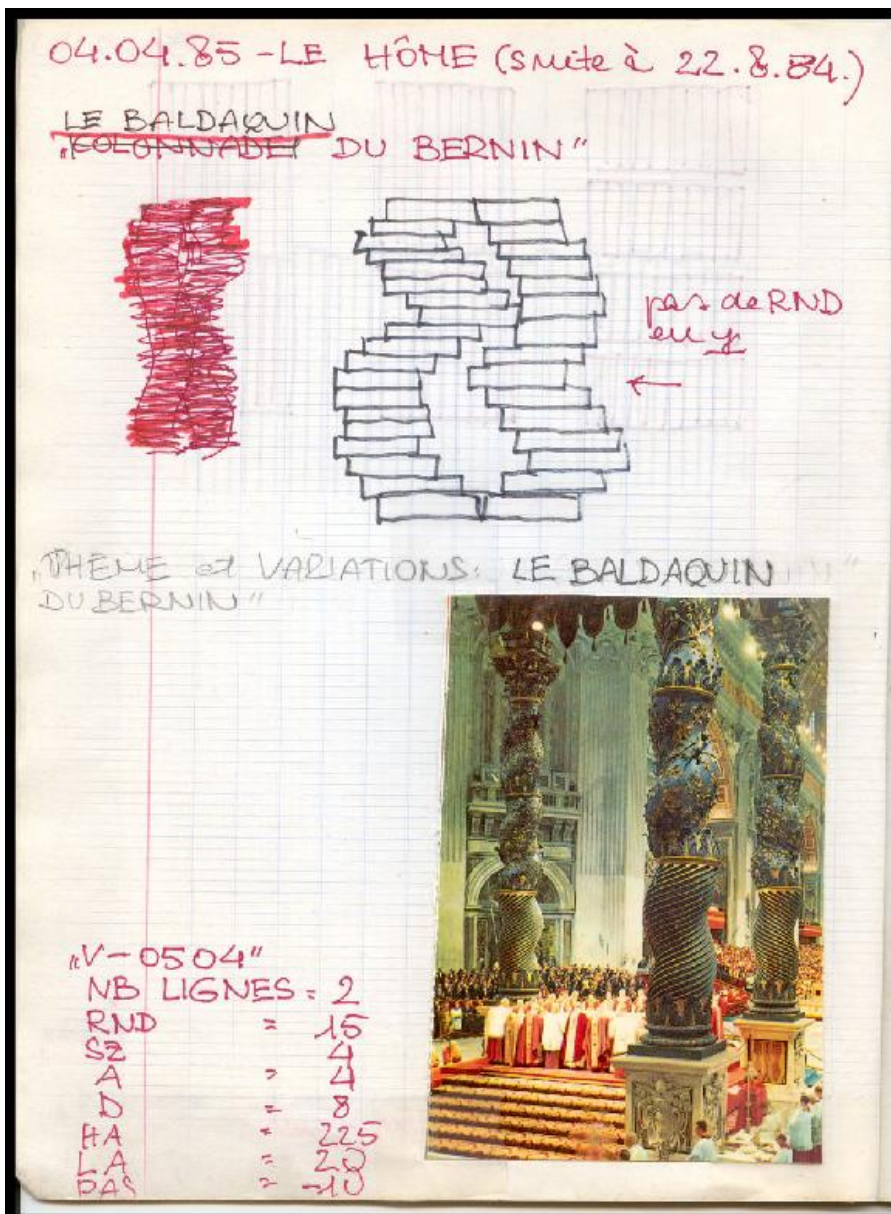 04.04.85 - LE HÔME (suite à 22.8.84.)
LE BALDAQUIN
"COLONNADE DU BERNIN"
pas de RND
en y
"THÈME et VARIATIONS: LE BALDAQUIN "
DU BERNIN"
"V-0504"
NB LIGNES = 2
RND = 15
SZ 4
A = 4
D = 8
HA = 225
LA = 20
PAS = -10